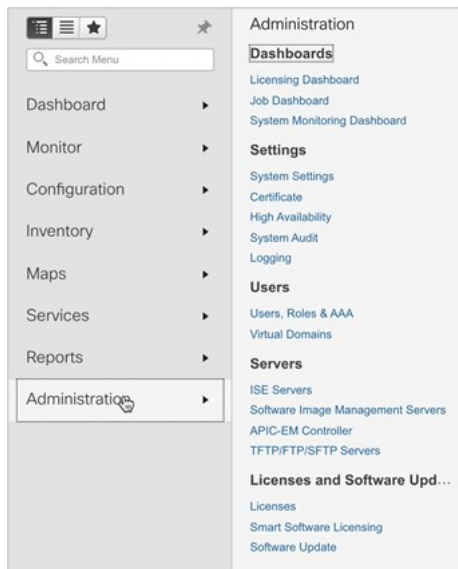 Search Menu
Dashboard
Monitor
Configuration
Inventory
Maps
Services
Reports
Administration
Administration
Dashboards
Licensing Dashboard
Job Dashboard
System Monitoring Dashboard
Settings
System Settings
Certificate
High Availability
System Audit
Logging
Users
Users, Roles & AAA
Virtual Domains
Servers
ISE Servers
Software Image Management Servers
APIC-EM Controller
TFTP/FTP/SFTP Servers
Licenses and Software Upd...
Licenses
Smart Software Licensing
Software Update